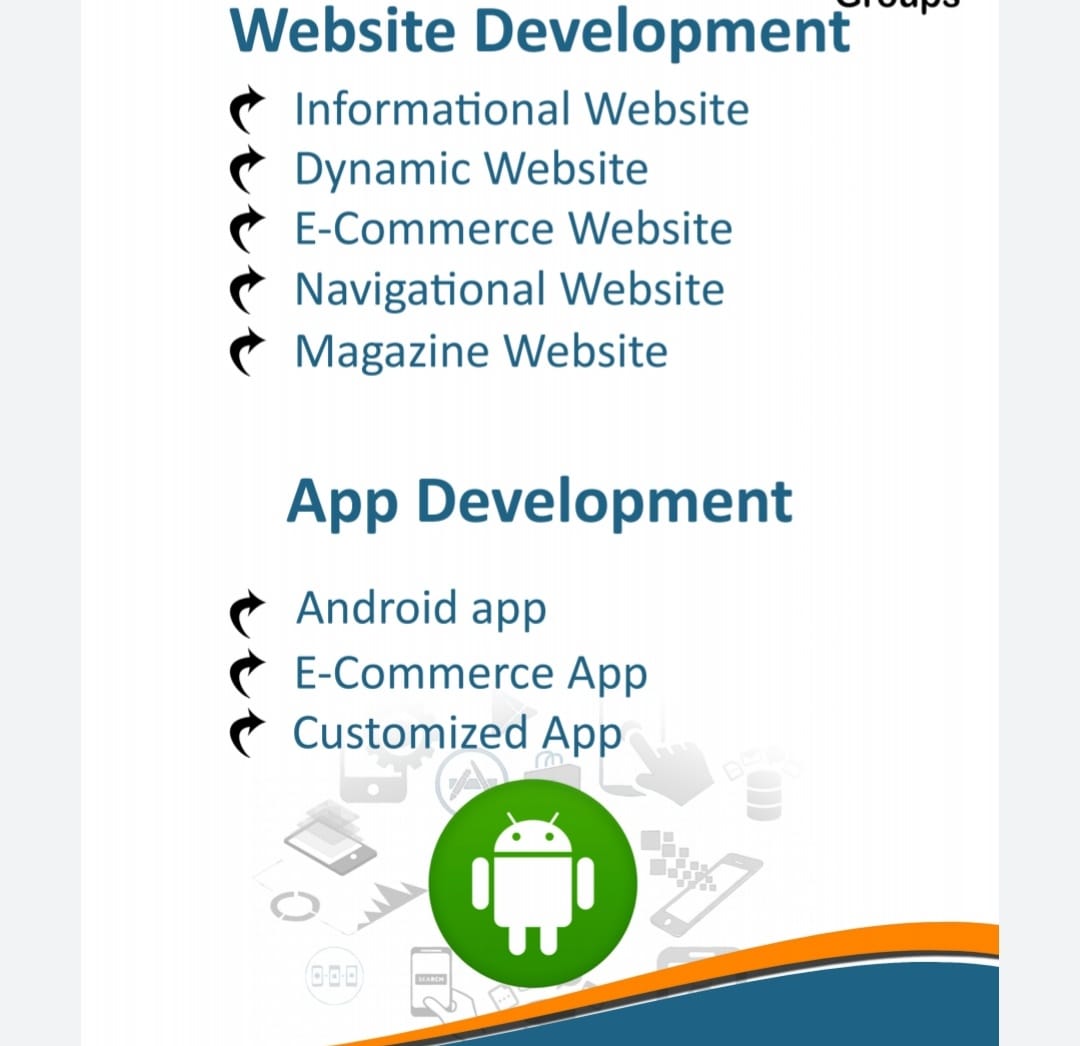 Groups
Website Development
Informational Website
Dynamic Website
E-Commerce Website
Navigational Website
Magazine Website
App Development
Android app
E-Commerce App
Customized App
SEARCH